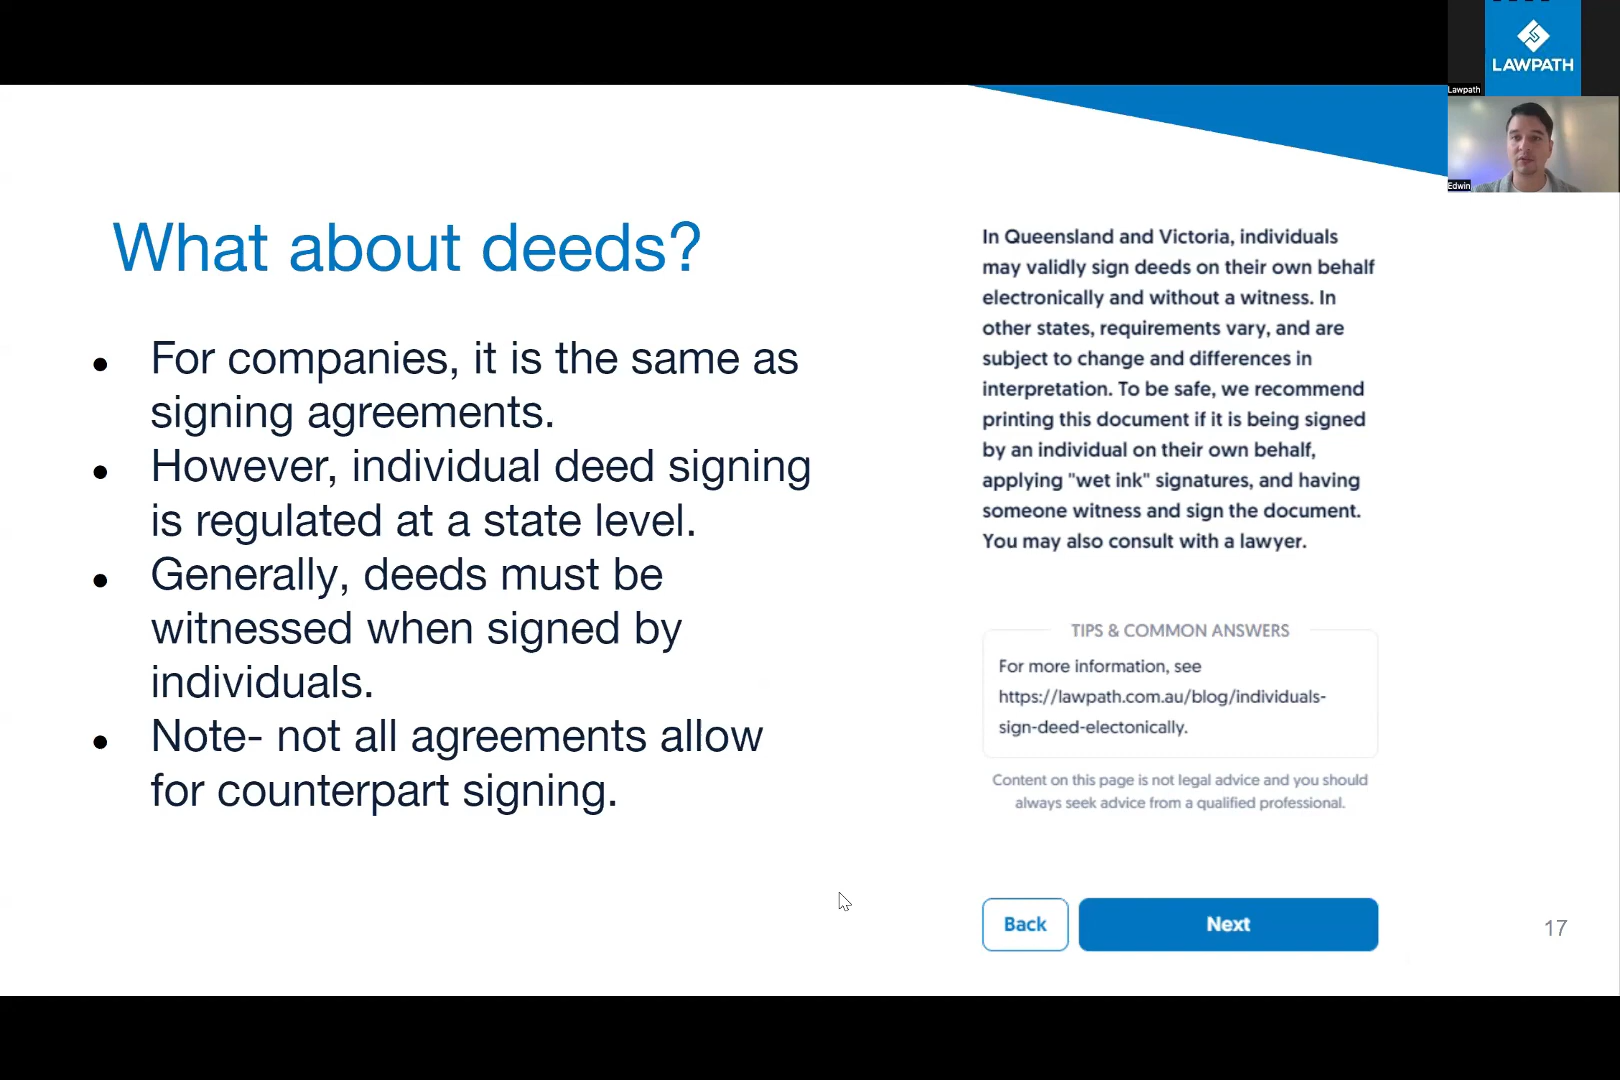 LAWPATH
Lawpath
Edwin
What about deeds?
● For companies, it is the same as
signing agreements.
● However, individual deed signing
is regulated at a state level.
● Generally, deeds must be
witnessed when signed by
individuals.
● Note- not all agreements allow
for counterpart signing.
In Queensland and Victoria, individuals
may validly sign deeds on their own behalf
electronically and without a witness. In
other states, requirements vary, and are
subject to change and differences in
interpretation. To be safe, we recommend
printing this document if it is being signed
by an individual on their own behalf,
applying "wet ink" signatures, and having
someone witness and sign the document.
You may also consult with a lawyer.
TIPS & COMMON ANSWERS
For more information, see
https://lawpath.com.au/blog/individuals-
sign-deed-electonically.
Content on this page is not legal advice and you should
always seek advice from a qualified professional.
Back
Next
17